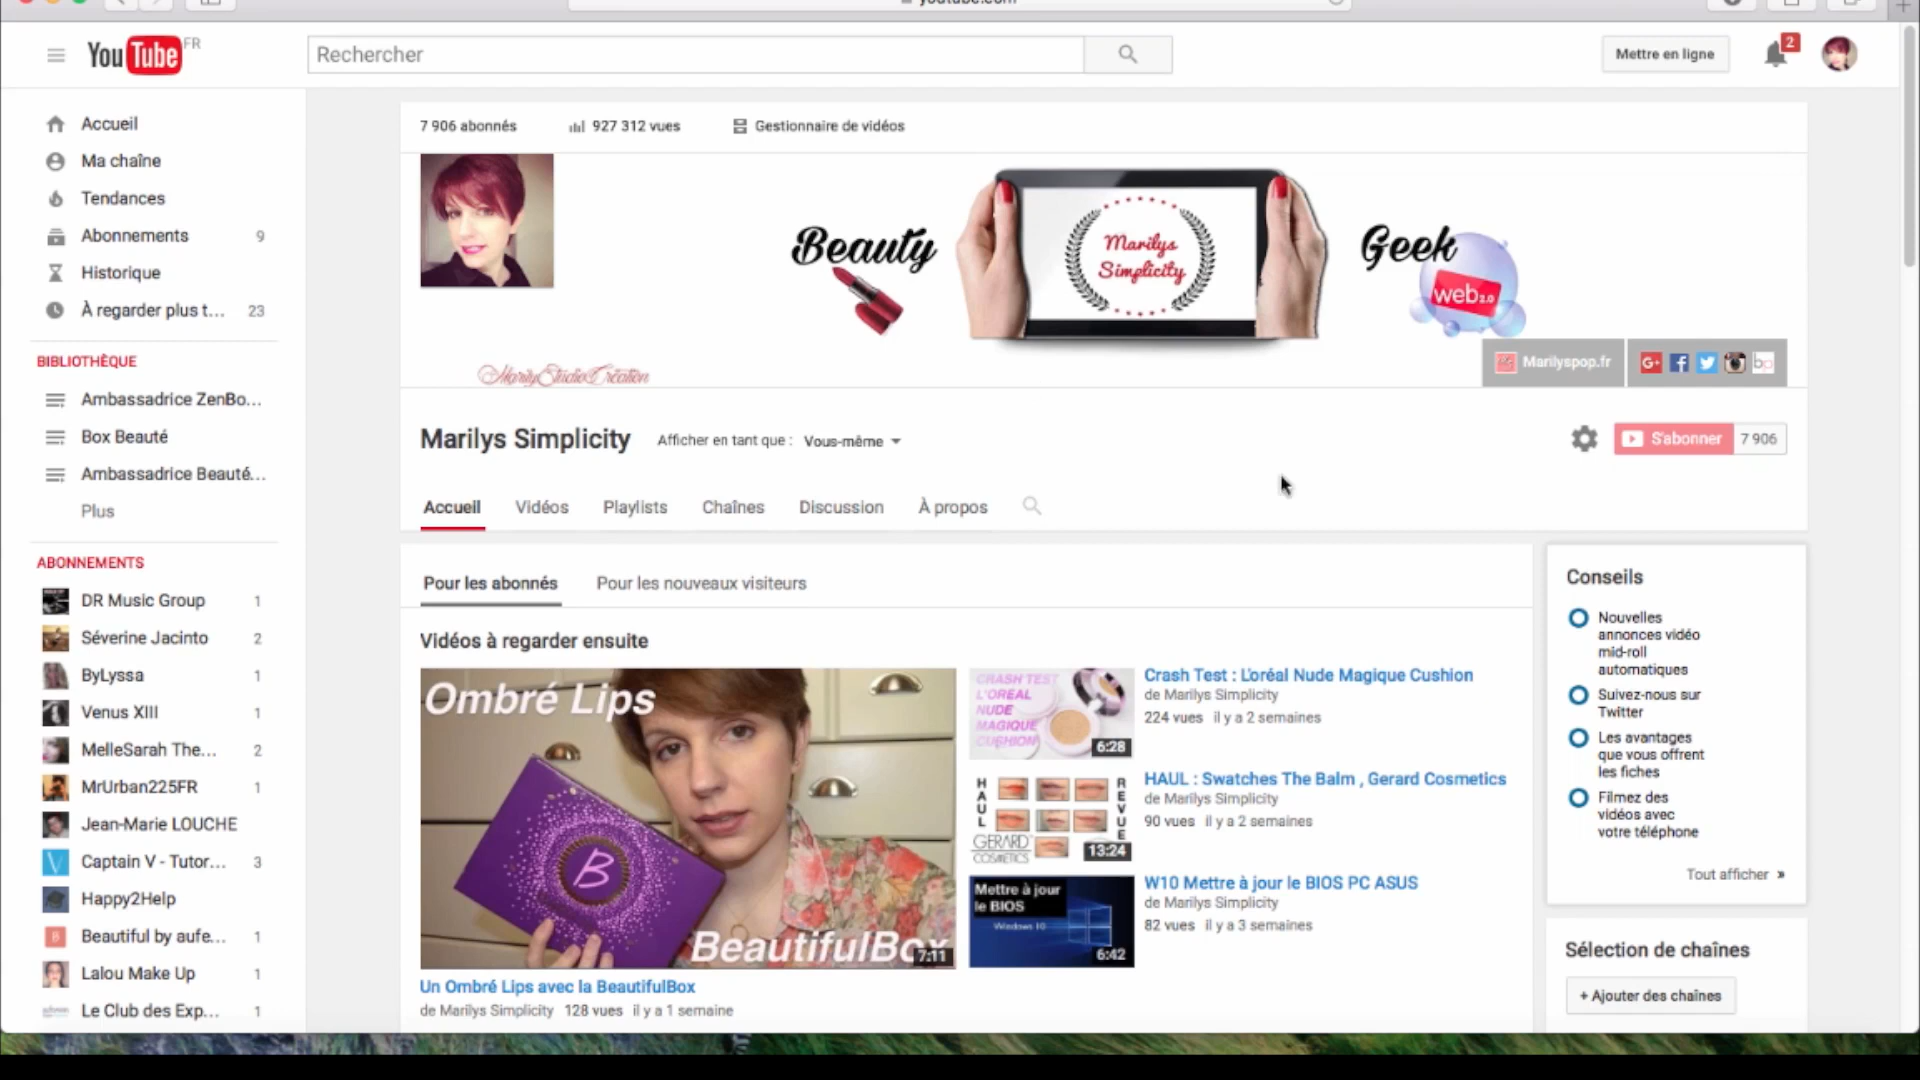 youtube.com
YouTube FR
Rechercher
Mettre en ligne
2
Accueil
Ma chaîne
Tendances
Abonnements 9
Historique
À regarder plus t... 23
BIBLIOTHÈQUE
Ambassadrice ZenBo...
Box Beauté
Ambassadrice Beauté...
Plus
ABONNEMENTS
DR Music Group 1
Séverine Jacinto 2
ByLyssa 1
Venus XIII 1
MelleSarah The... 2
MrUrban225FR 1
Jean-Marie LOUCHE
Captain V - Tutor... 3
Happy2Help
Beautiful by aufe... 1
Lalou Make Up 1
Le Club des Exp... 1
7 906 abonnés 927 312 vues Gestionnaire de vidéos
Beauty
Marilys
Simplicity
Geek
web2.0
MarilyStudioCréation
Marilyspop.fr
Marilys Simplicity Afficher en tant que : Vous-même
S'abonner 7 906
Accueil Vidéos Playlists Chaînes Discussion À propos
Pour les abonnés Pour les nouveaux visiteurs
Vidéos à regarder ensuite
Ombré Lips
B
BeautifulBox
7:11
Un Ombré Lips avec la BeautifulBox
de Marilys Simplicity 128 vues il y a 1 semaine
CRASH TEST
L'OREAL
NUDE
MAGIQUE
CUSHION
6:28
Crash Test : L'oréal Nude Magique Cushion
de Marilys Simplicity
224 vues il y a 2 semaines
HAUL
REVUE
GERARD
COSMETICS
13:24
HAUL : Swatches The Balm , Gerard Cosmetics
de Marilys Simplicity
90 vues il y a 2 semaines
Mettre à jour
le BIOS
Windows 10
6:42
W10 Mettre à jour le BIOS PC ASUS
de Marilys Simplicity
82 vues il y a 3 semaines
Conseils
Nouvelles
annonces vidéo
mid-roll
automatiques
Suivez-nous sur
Twitter
Les avantages
que vous offrent
les fiches
Filmez des
vidéos avec
votre téléphone
Tout afficher »
Sélection de chaînes
+ Ajouter des chaînes